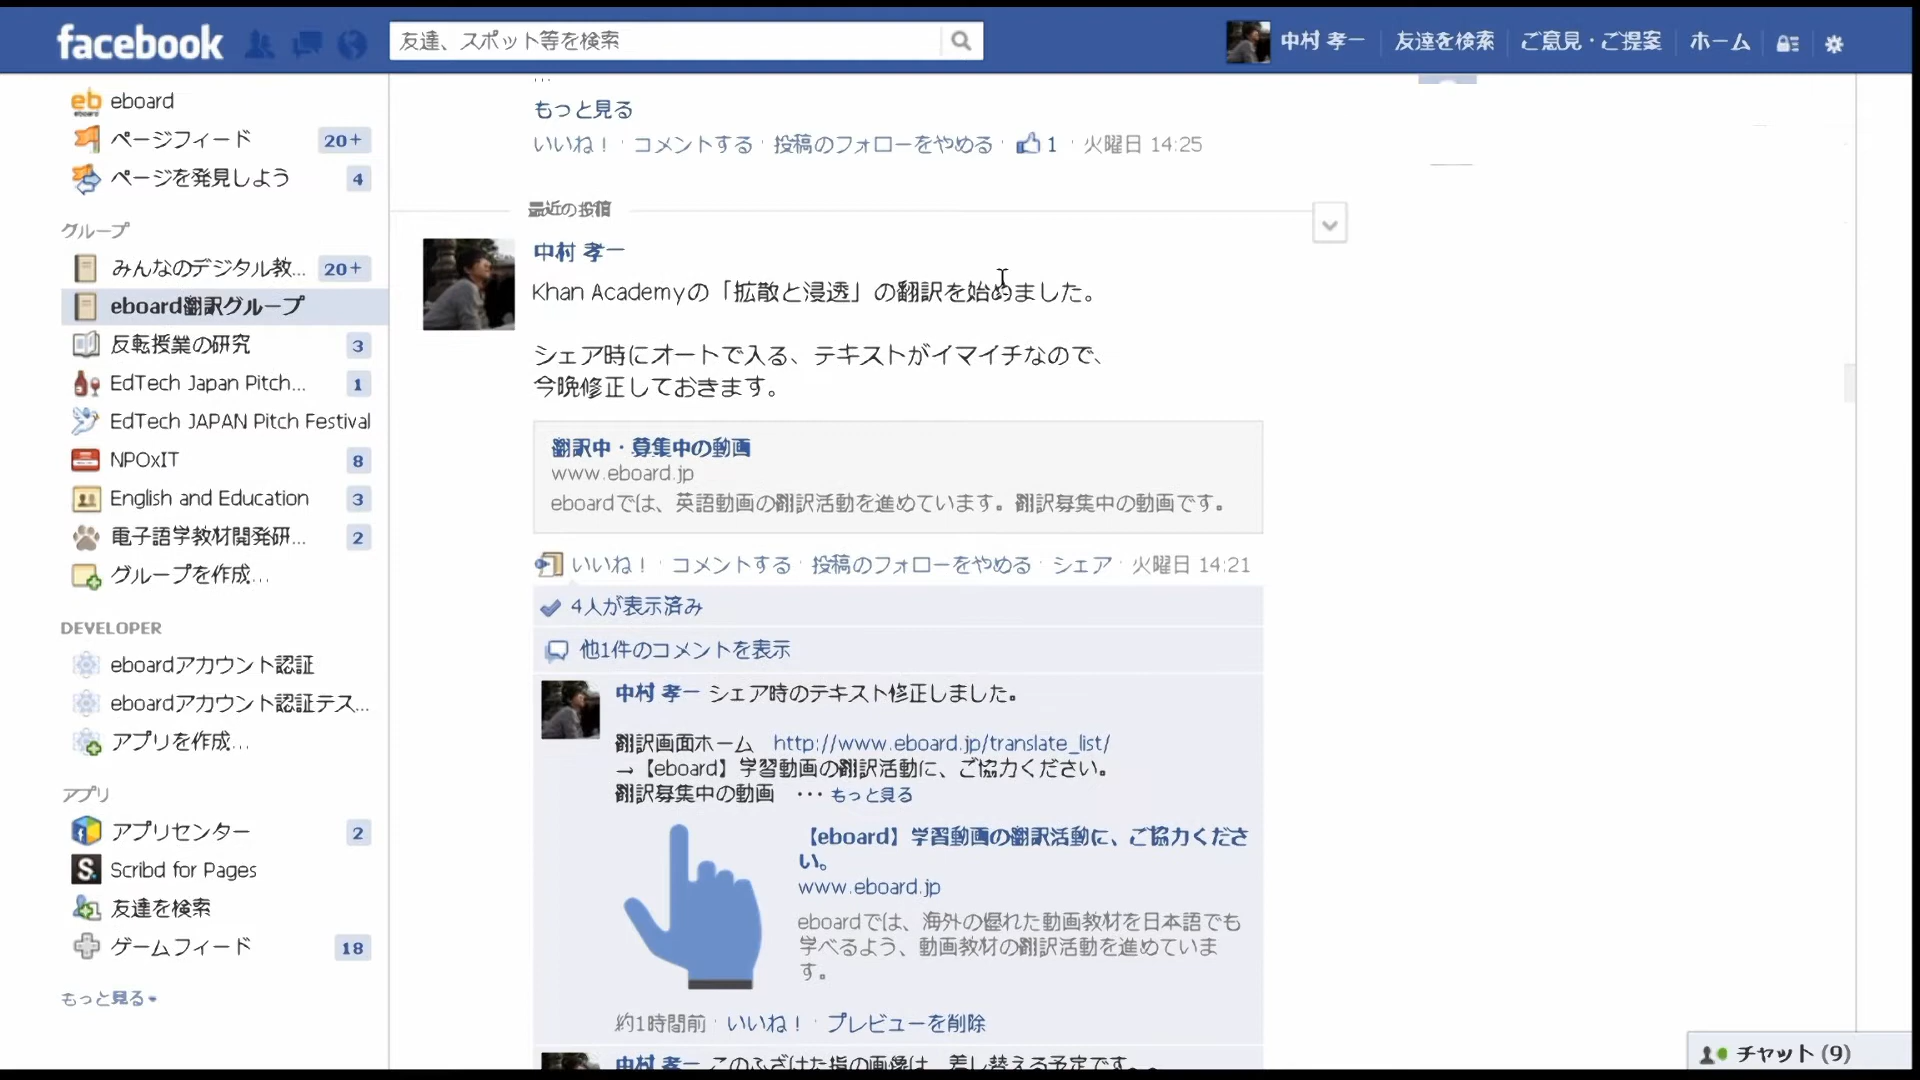 facebook
友達、スポット等を検索
中村 孝一
友達を検索
ご意見・ご提案
ホーム
eboard
ページフィード 20+
ページを発見しよう 4
グループ
みんなのデジタル教... 20+
eboard翻訳グループ
反転授業の研究 3
EdTech Japan Pitch... 1
EdTech JAPAN Pitch Festival
NPOxIT 8
English and Education 3
電子語学教材開発研... 2
グループを作成...
DEVELOPER
eboardアカウント認証
eboardアカウント認証テス...
アプリを作成...
アプリ
アプリセンター 2
Scribd for Pages
友達を検索
ゲームフィード 18
もっと見る
...
もっと見る
いいね！ · コメントする · 投稿のフォローをやめる · 1 · 火曜日 14:25
最近の投稿
中村 孝一
Khan Academyの「拡散と浸透」の翻訳を始めました。
シェア時にオートで入る、テキストがイマイチなので、
今晩修正しておきます。
翻訳中・募集中の動画
www.eboard.jp
eboardでは、英語動画の翻訳活動を進めています。翻訳募集中の動画です。
いいね！ · コメントする · 投稿のフォローをやめる · シェア · 火曜日 14:21
4人が表示済み
他1件のコメントを表示
中村 孝一 シェア時のテキスト修正しました。
翻訳画面ホーム http://www.eboard.jp/translate_list/
→【eboard】学習動画の翻訳活動に、ご協力ください。
翻訳募集中の動画 ··· もっと見る
【eboard】学習動画の翻訳活動に、ご協力くださ
い。
www.eboard.jp
eboardでは、海外の優れた動画教材を日本語でも
学べるよう、動画教材の翻訳活動を進めていま
す。
約1時間前 · いいね！ · プレビューを削除
中村 孝一 このふざけた指の画像は、差し替える予定です。。
チャット (9)